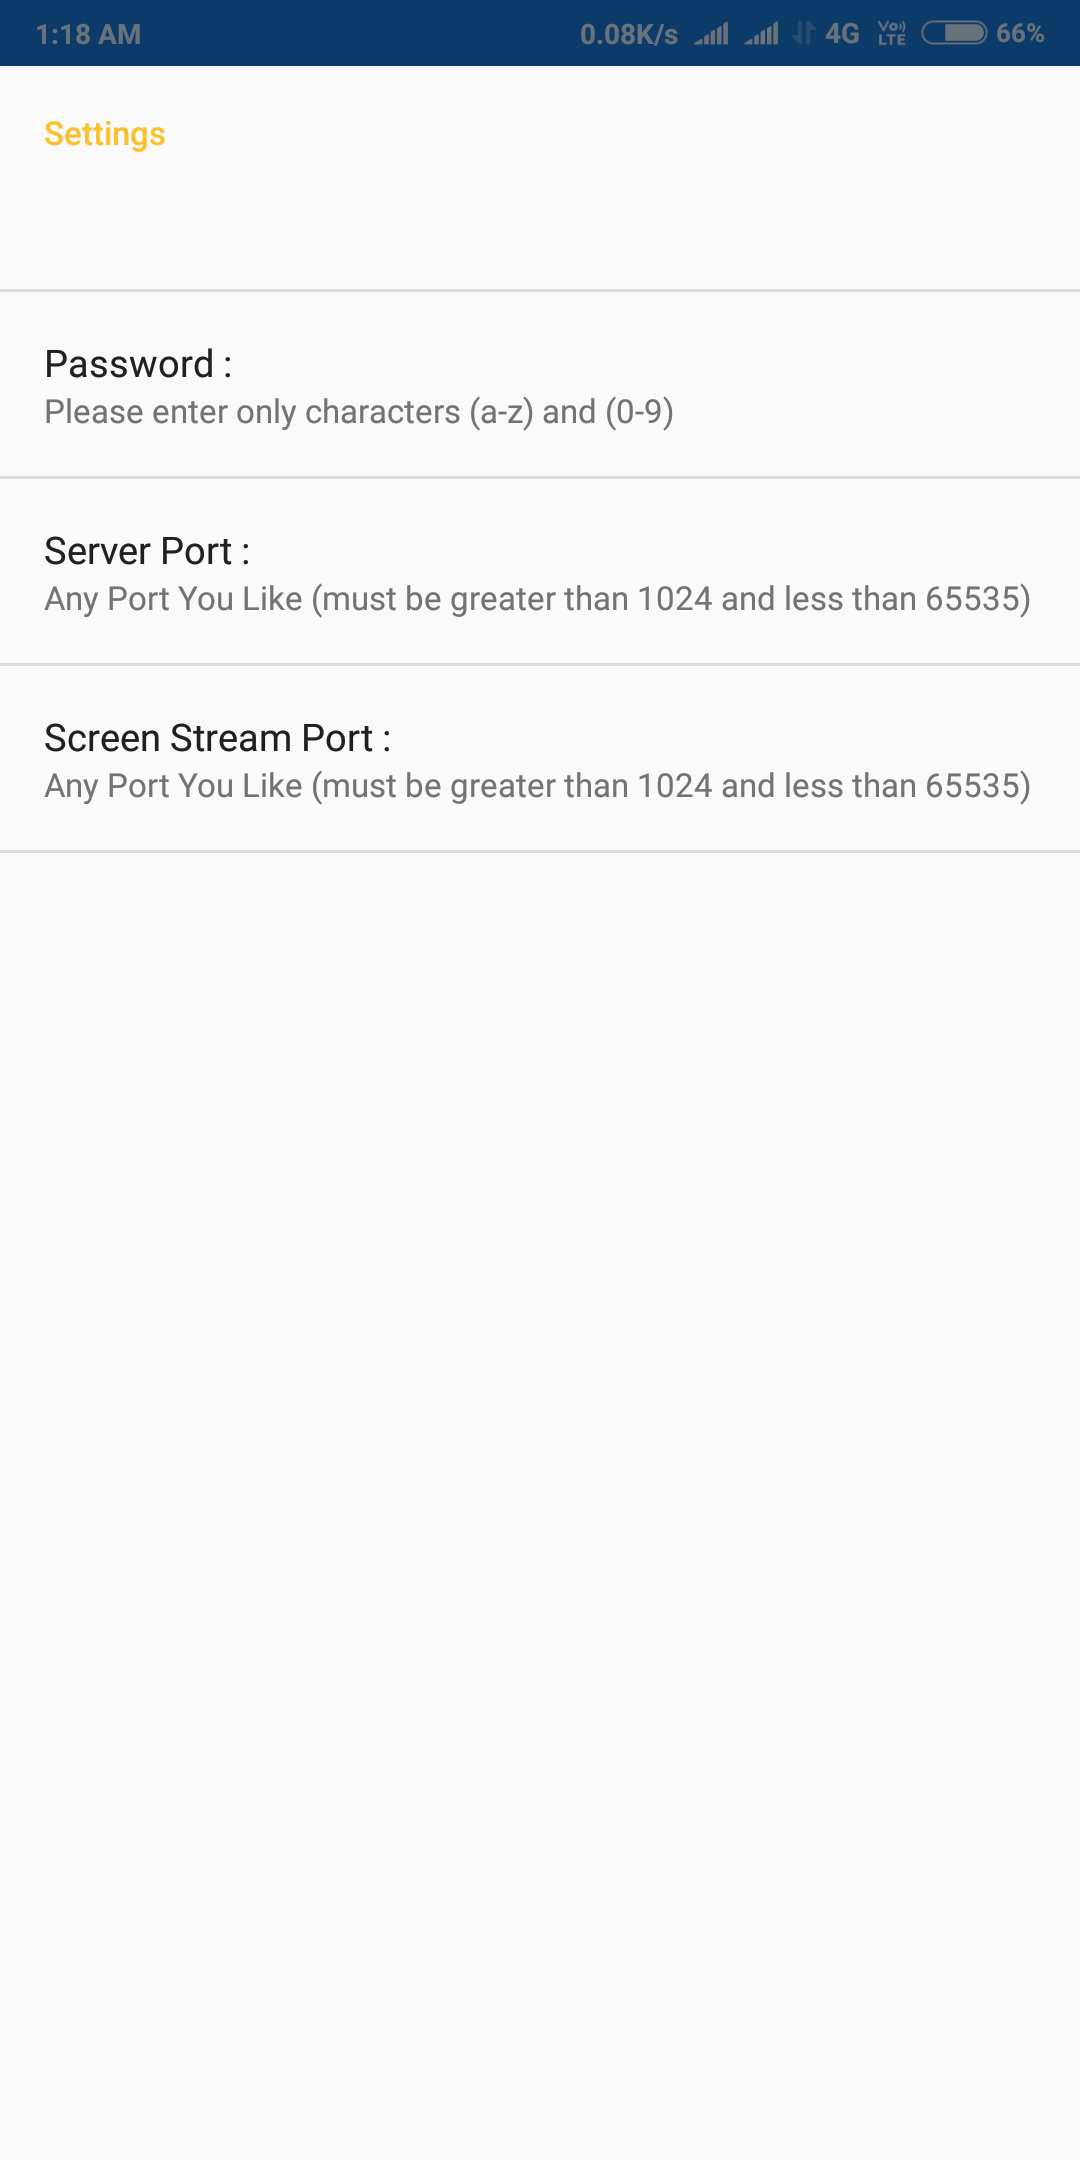 1:18 AM 0.08K/s 4G VoLTE 66%
Settings
Password :
Please enter only characters (a-z) and (0-9)
Server Port :
Any Port You Like (must be greater than 1024 and less than 65535)
Screen Stream Port :
Any Port You Like (must be greater than 1024 and less than 65535)